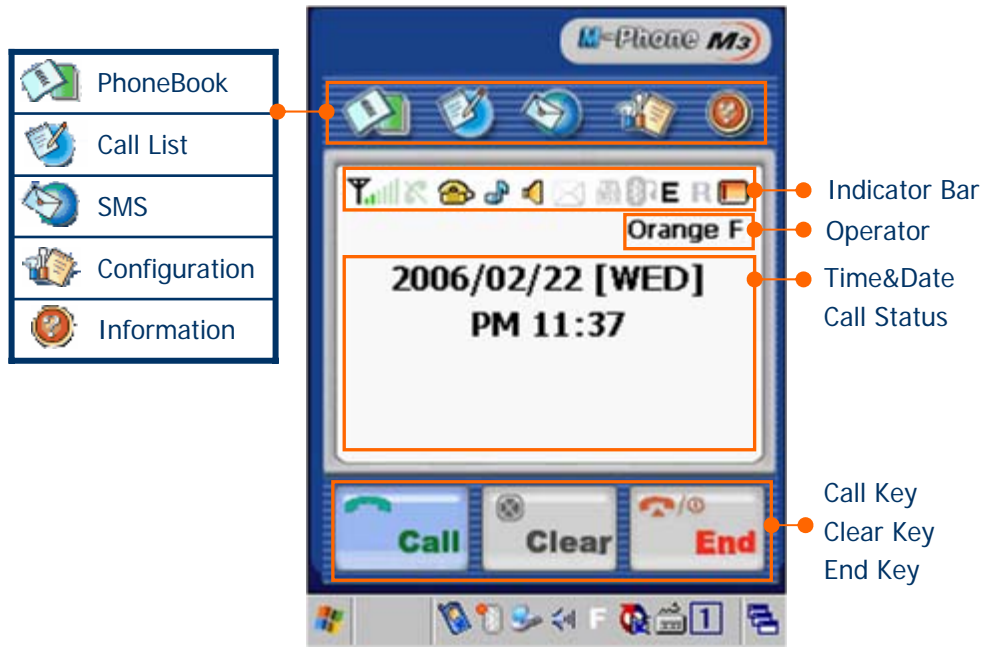 PhoneBook
Call List
SMS
Configuration
Information
M-Phone M3
E R
Orange F
2006/02/22 [WED]
PM 11:37
Call
Clear
End
F
1
Indicator Bar
Operator
Time&Date
Call Status
Call Key
Clear Key
End Key